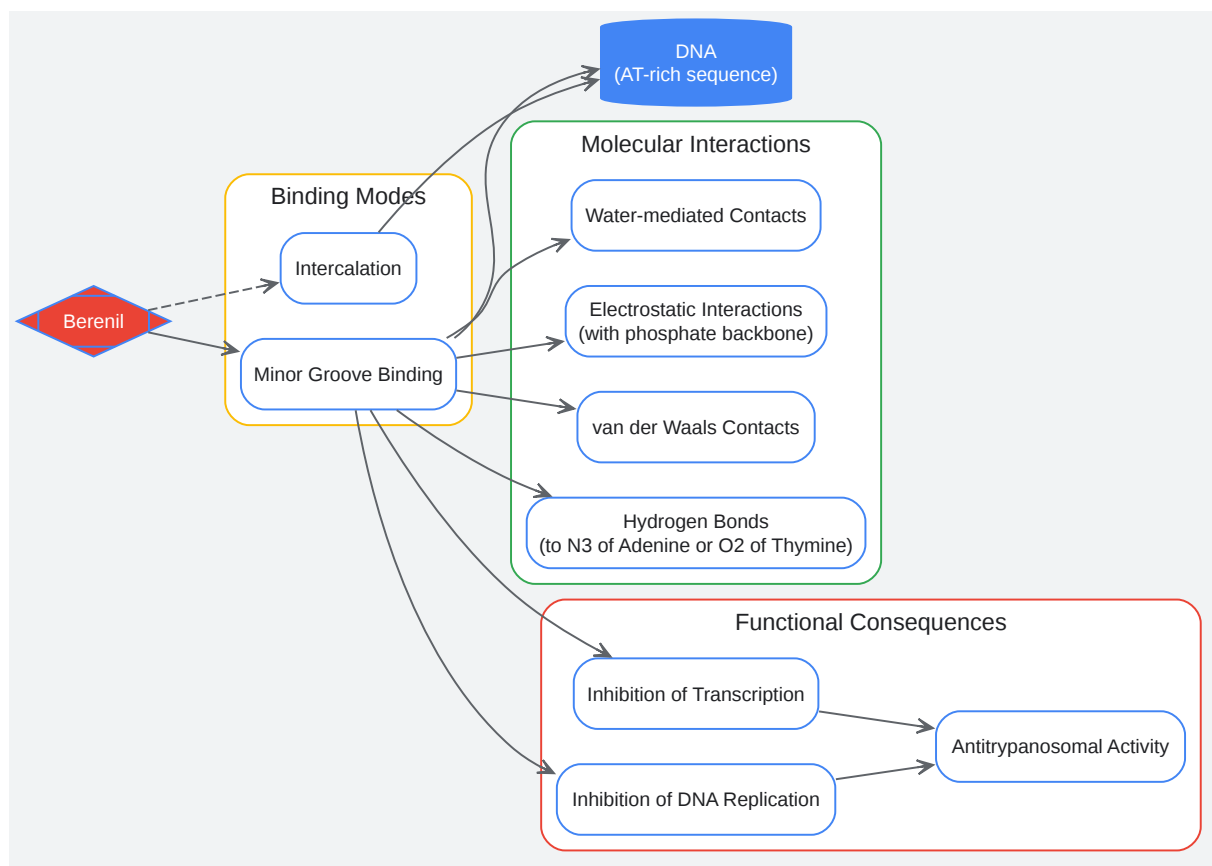 DNA
(AT-rich sequence)
Molecular Interactions
Binding Modes
Water-mediated Contacts
Intercalation
Berenil
Electrostatic Interactions
(with phosphate backbone)
Minor Groove Binding
van der Waals Contacts
Hydrogen Bonds
(to N3 of Adenine or O2 of Thymine)
Functional Consequences
Inhibition of Transcription
Antitrypanosomal Activity
Inhibition of DNA Replication